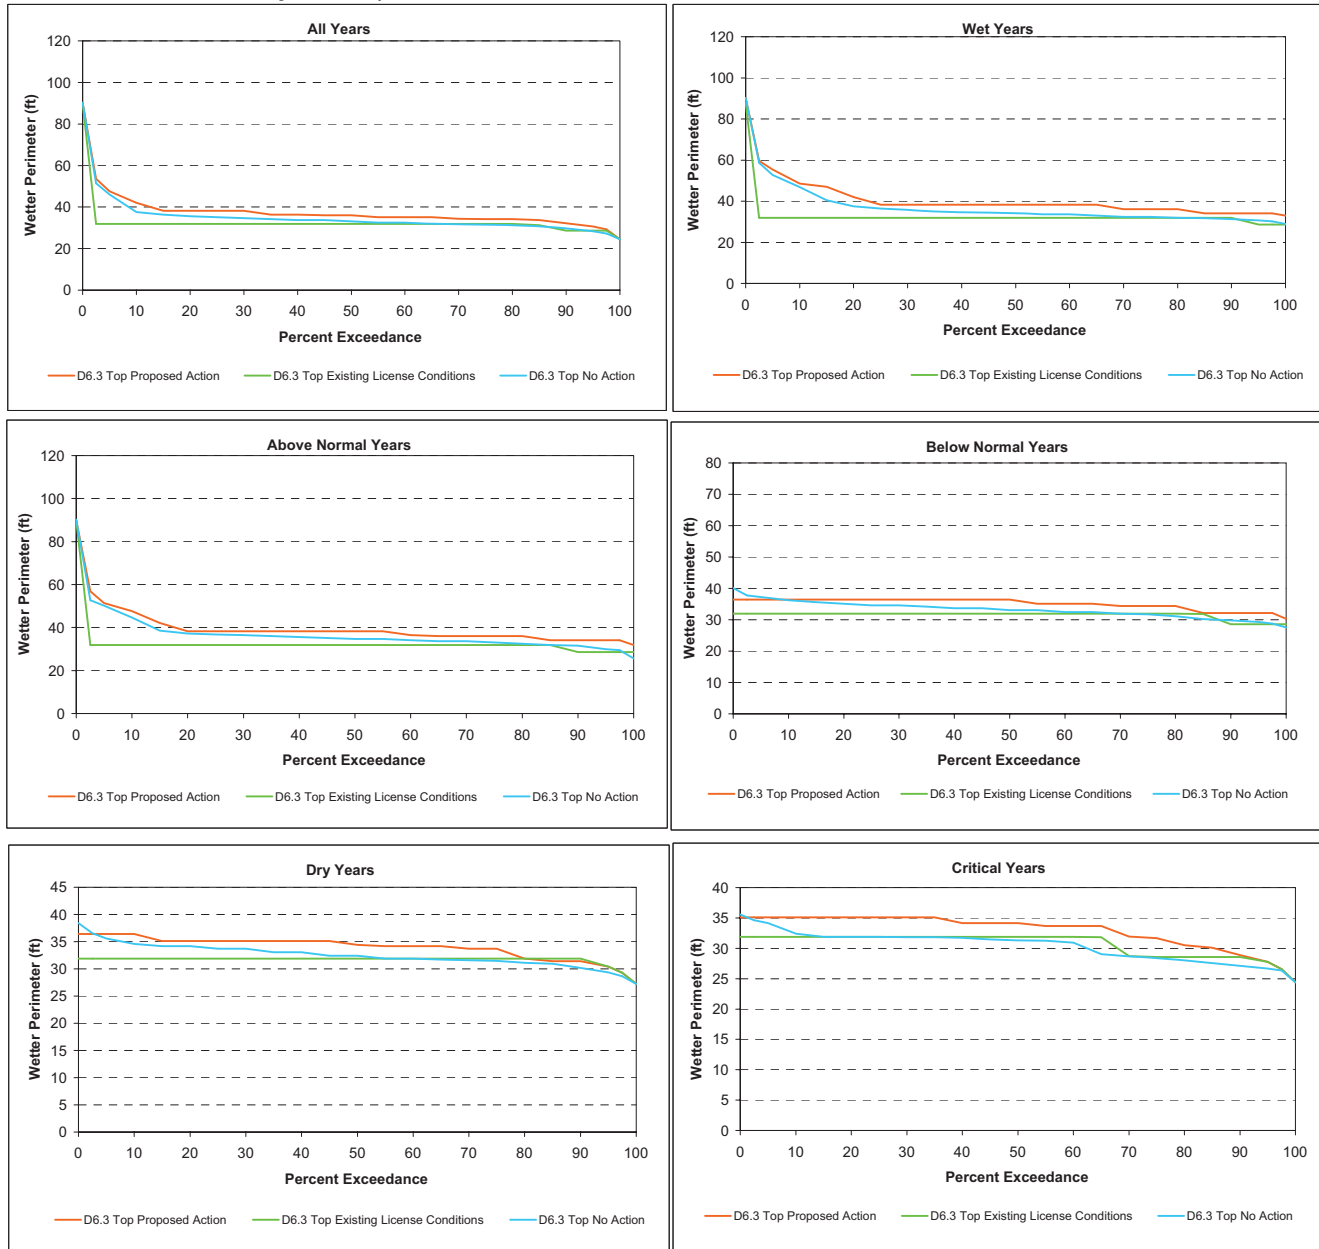 All Years
120
100
80
60
40
20
0
Wetter Perimeter (ft)
0 10 20 30 40 50 60 70 80 90 100
Percent Exceedance
D6.3 Top Proposed Action D6.3 Top Existing License Conditions D6.3 Top No Action
Wet Years
120
100
80
60
40
20
0
Wetter Perimeter (ft)
0 10 20 30 40 50 60 70 80 90 100
Percent Exceedance
D6.3 Top Proposed Action D6.3 Top Existing License Conditions D6.3 Top No Action
Above Normal Years
120
100
80
60
40
20
0
Wetter Perimeter (ft)
0 10 20 30 40 50 60 70 80 90 100
Percent Exceedance
D6.3 Top Proposed Action D6.3 Top Existing License Conditions D6.3 Top No Action
Below Normal Years
80
70
60
50
40
30
20
10
0
Wetter Perimeter (ft)
0 10 20 30 40 50 60 70 80 90 100
Percent Exceedance
D6.3 Top Proposed Action D6.3 Top Existing License Conditions D6.3 Top No Action
Dry Years
45
40
35
30
25
20
15
10
5
0
Wetter Perimeter (ft)
0 10 20 30 40 50 60 70 80 90 100
Percent Exceedance
D6.3 Top Proposed Action D6.3 Top Existing License Conditions D6.3 Top No Action
Critical Years
40
35
30
25
20
15
10
5
0
Wetter Perimeter (ft)
0 10 20 30 40 50 60 70 80 90 100
Percent Exceedance
D6.3 Top Proposed Action D6.3 Top Existing License Conditions D6.3 Top No Action